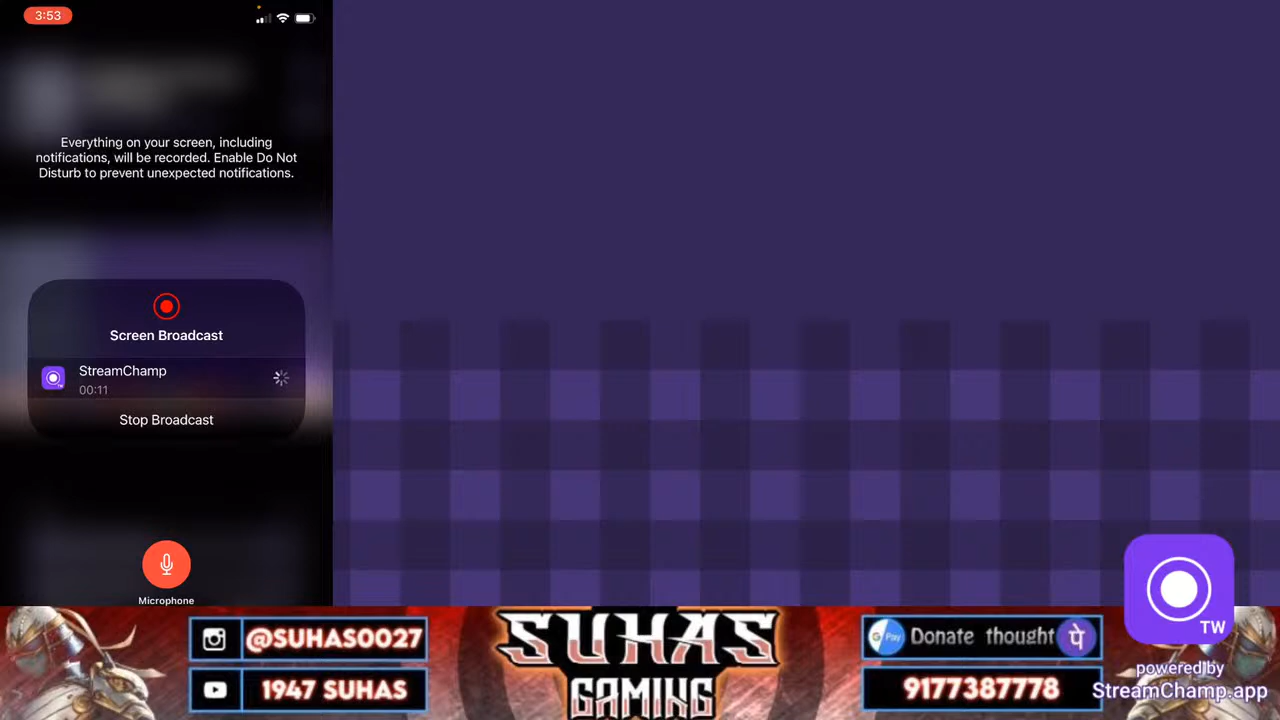 3:53
Everything on your screen, including
notifications, will be recorded. Enable Do Not
Disturb to prevent unexpected notifications.
Screen Broadcast
StreamChamp
00:11
Stop Broadcast
Microphone
@SUHAS0027
1947 SUHAS
SUHAS
GAMING
G Pay Donate thought पे
9177387778
TW
powered by
StreamChamp.app